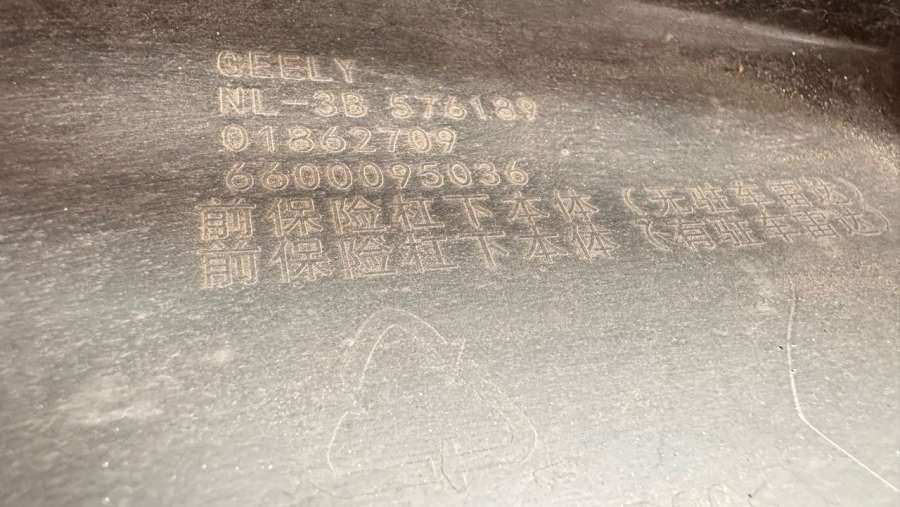 GEELY
NL-3B 576189
01862709
6600095036
前保险杠下本体（无驻车雷达）
前保险杠下本体（有驻车雷达）